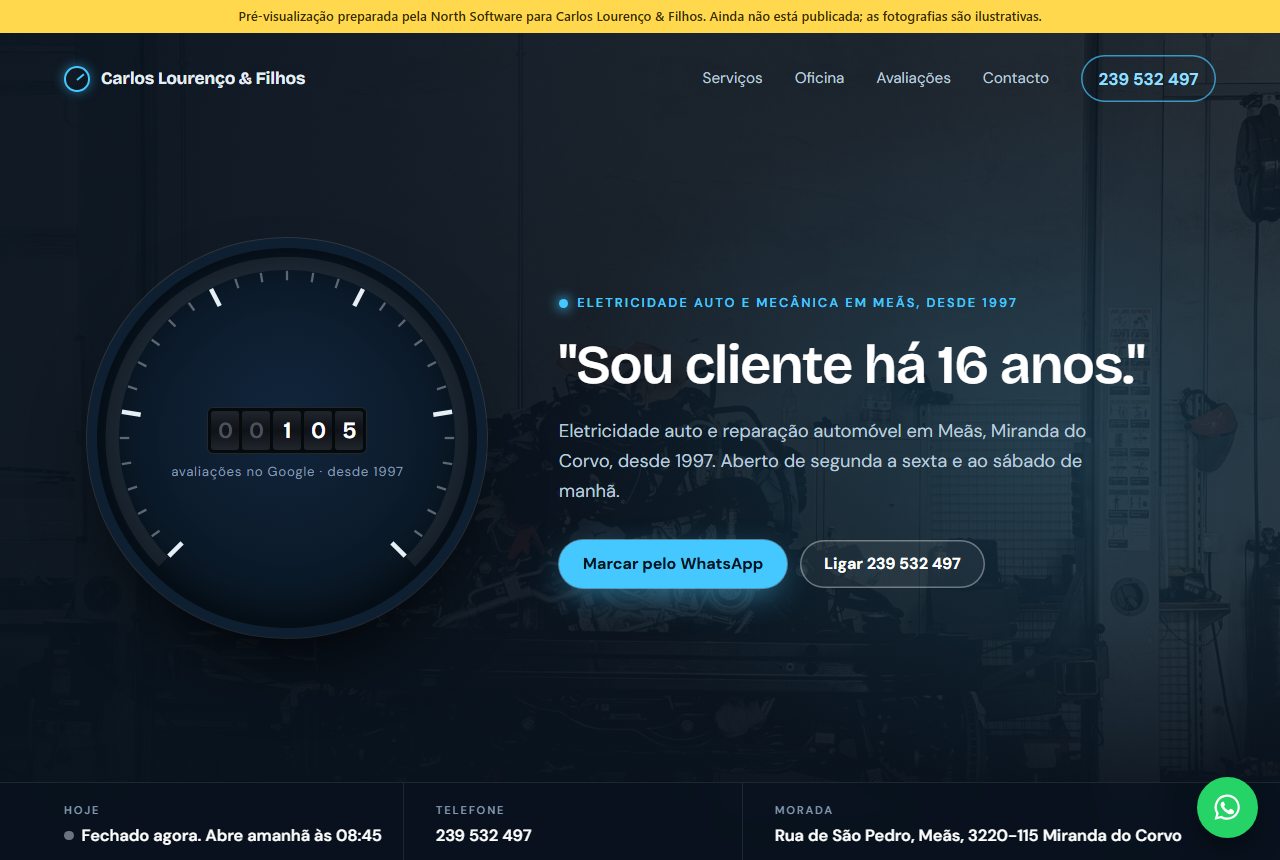 Pré-visualização preparada pela North Software para Carlos Lourenço & Filhos. Ainda não está publicada; as fotografias são ilustrativas.
Carlos Lourenço & Filhos
Serviços
Oficina
Avaliações
Contacto
239 532 497
00105
avaliações no Google · desde 1997
ELETRICIDADE AUTO E MECÂNICA EM MEÃS, DESDE 1997
"Sou cliente há 16 anos."
Eletricidade auto e reparação automóvel em Meãs, Miranda do
Corvo, desde 1997. Aberto de segunda a sexta e ao sábado de
manhã.
Marcar pelo WhatsApp
Ligar 239 532 497
HOJE
Fechado agora. Abre amanhã às 08:45
TELEFONE
239 532 497
MORADA
Rua de São Pedro, Meãs, 3220-115 Miranda do Corvo